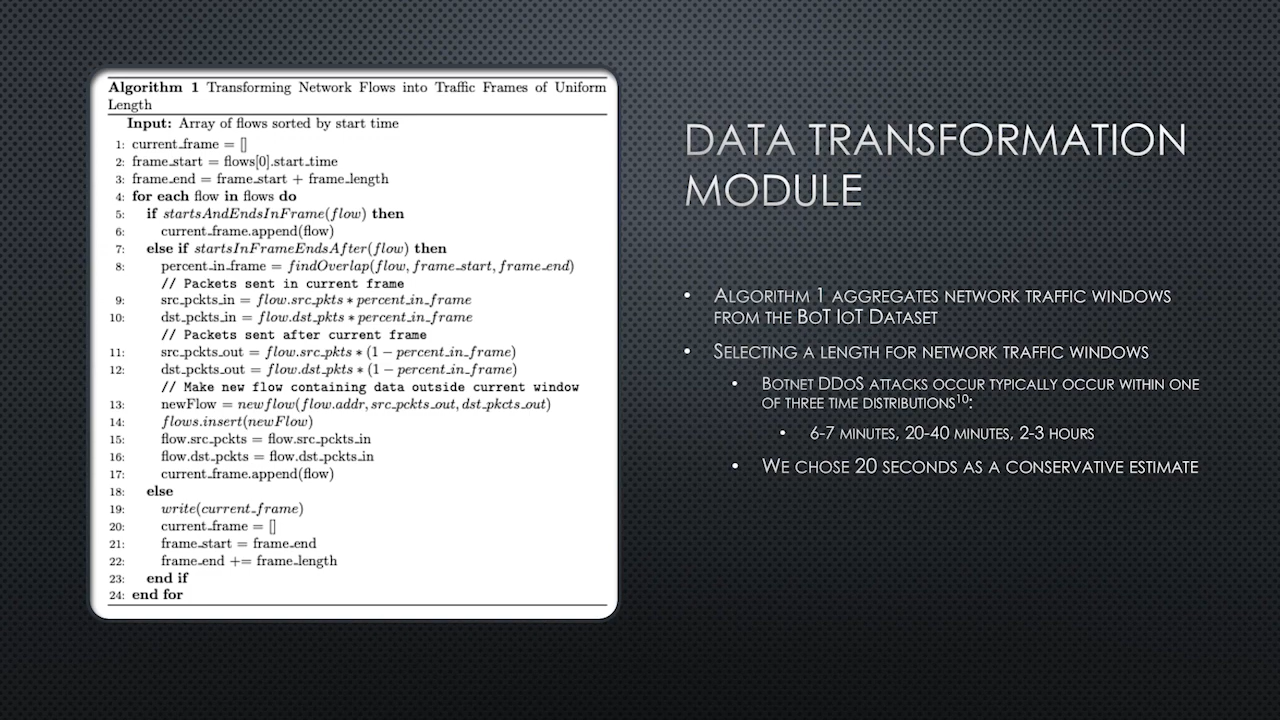 Algorithm 1 Transforming Network Flows into Traffic Frames of Uniform
Length
Input: Array of flows sorted by start time
1: current_frame = []
2: frame_start = flows[0].start_time
3: frame_end = frame_start + frame_length
4: for each flow in flows do
5: if startsAndEndsInFrame(flow) then
6: current_frame.append(flow)
7: else if startsInFrameEndsAfter(flow) then
8: percent_in_frame = findOverlap(flow, frame_start, frame_end)
// Packets sent in current frame
9: src_pckts_in = flow.src_pkts * percent_in_frame
10: dst_pckts_in = flow.dst_pkts * percent_in_frame
// Packets sent after current frame
11: src_pckts_out = flow.src_pkts * (1 − percent_in_frame)
12: dst_pckts_out = flow.dst_pkts * (1 − percent_in_frame)
// Make new flow containing data outside current window
13: newFlow = newflow(flow.addr, src_pckts_out, dst_pkcts_out)
14: flows.insert(newFlow)
15: flow.src_pckts = flow.src_pckts_in
16: flow.dst_pckts = flow.dst_pckts_in
17: current_frame.append(flow)
18: else
19: write(current_frame)
20: current_frame = []
21: frame_start = frame_end
22: frame_end += frame_length
23: end if
24: end for
DATA TRANSFORMATION
MODULE
• ALGORITHM 1 AGGREGATES NETWORK TRAFFIC WINDOWS
FROM THE BOT IOT DATASET
• SELECTING A LENGTH FOR NETWORK TRAFFIC WINDOWS
• BOTNET DDOS ATTACKS OCCUR TYPICALLY OCCUR WITHIN ONE
OF THREE TIME DISTRIBUTIONS10:
• 6-7 MINUTES, 20-40 MINUTES, 2-3 HOURS
• WE CHOSE 20 SECONDS AS A CONSERVATIVE ESTIMATE